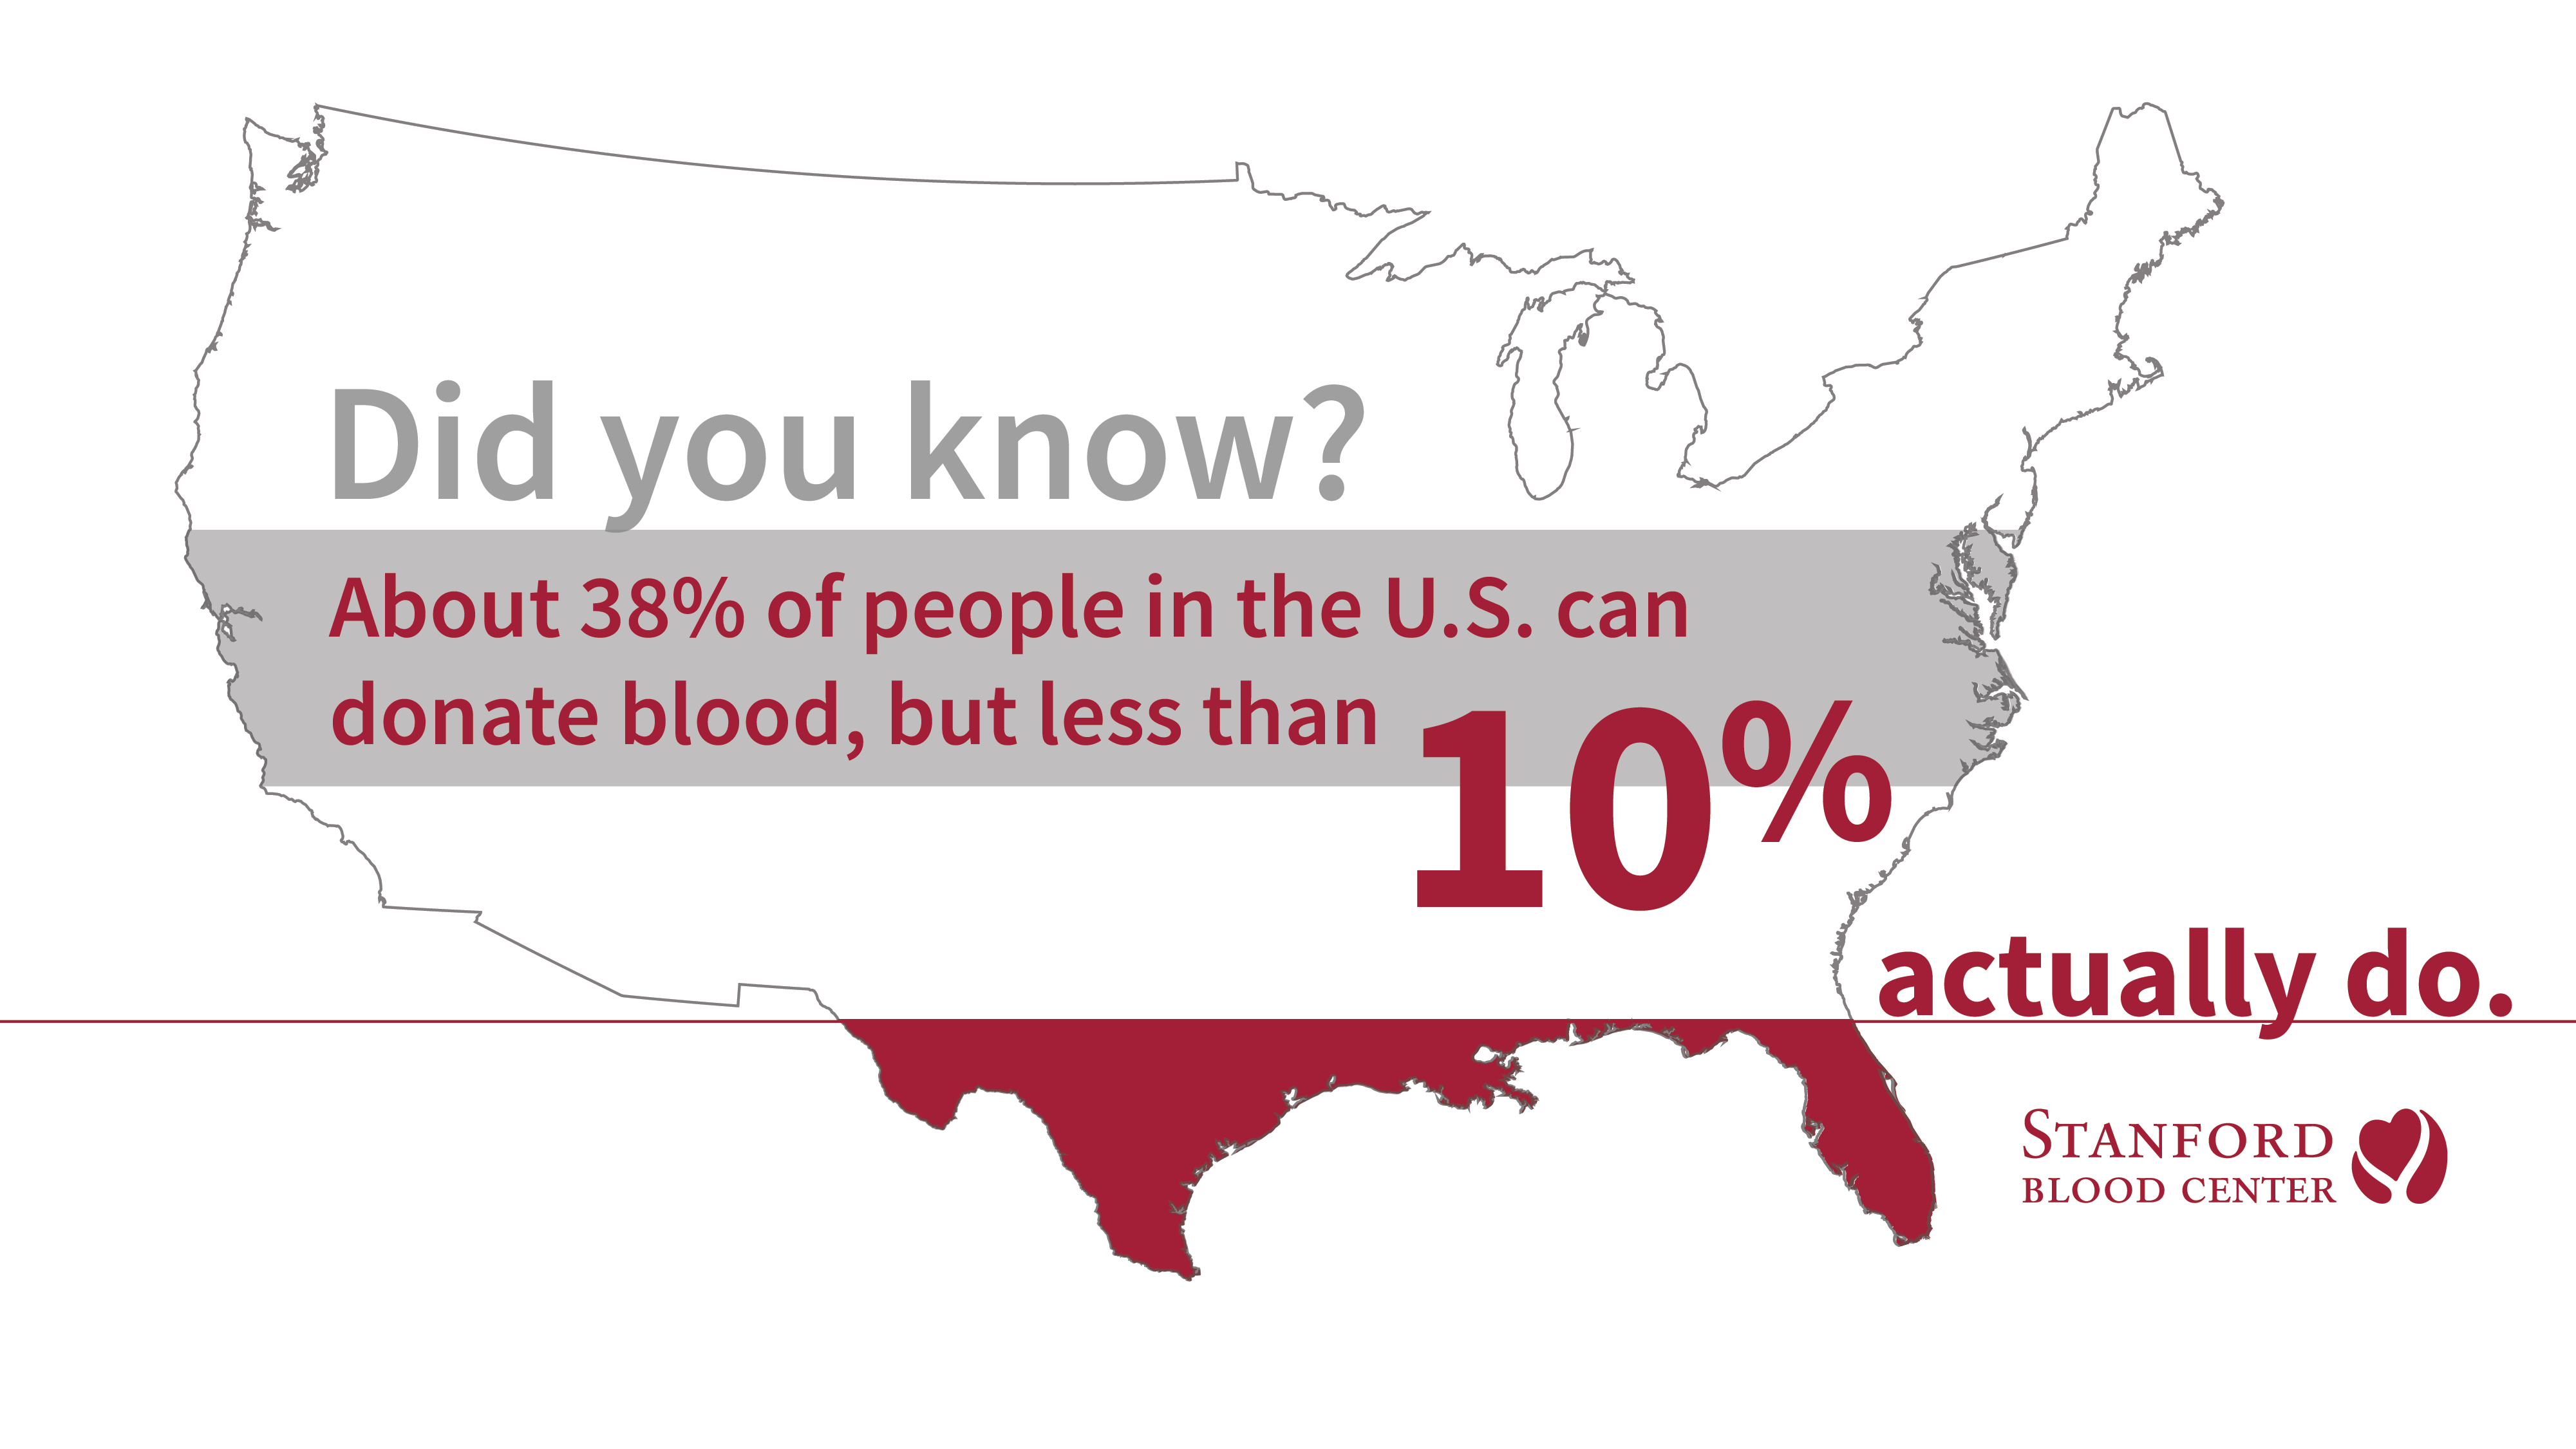 Did you know?
About 38% of people in the U.S. can
donate blood, but less than 10%
actually do.
STANFORD
BLOOD CENTER